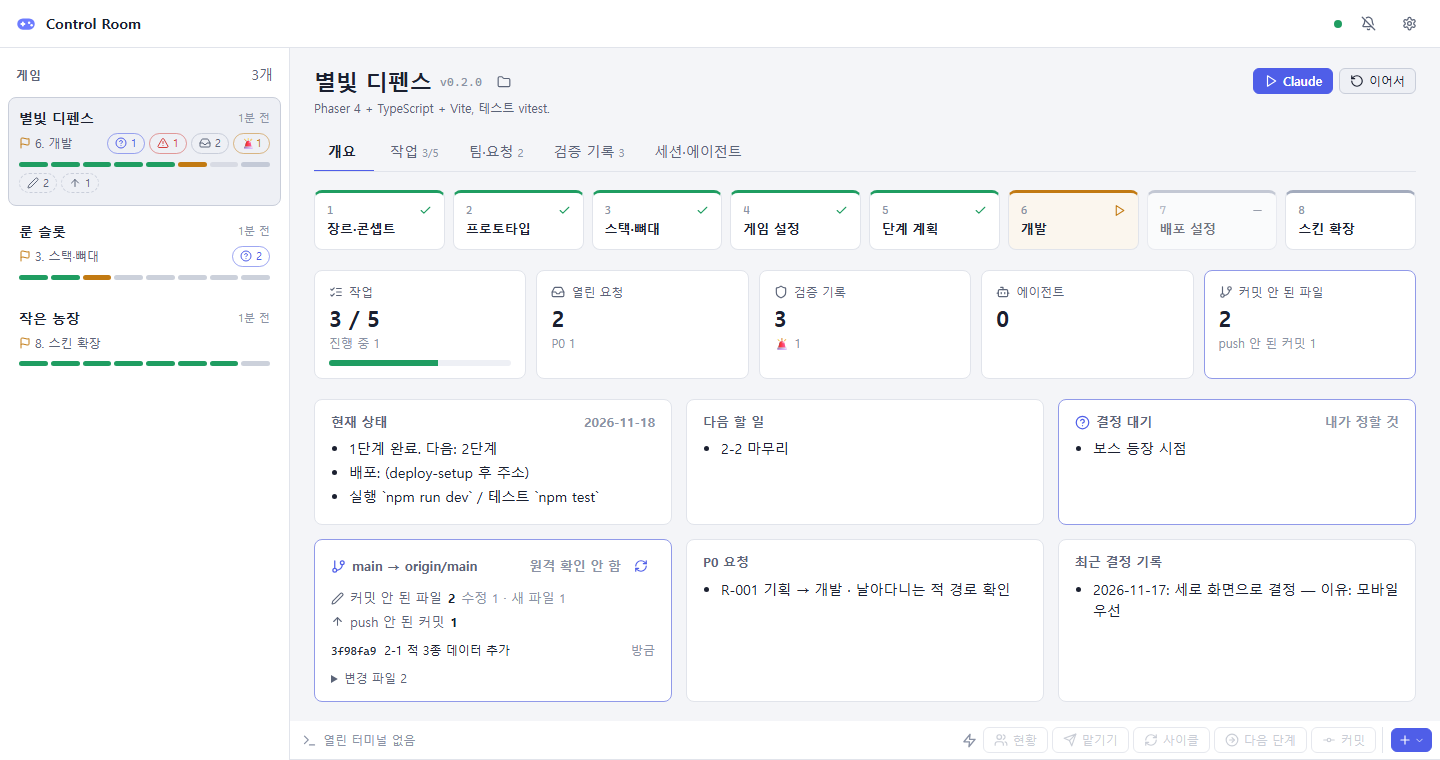 Control Room
게임
3개
별빛 디펜스
1분 전
6. 개발
1
1
2
1
2
1
룬 슬롯
1분 전
3. 스택·뼈대
2
작은 농장
1분 전
8. 스킨 확장
별빛 디펜스 v0.2.0
Claude
이어서
Phaser 4 + TypeScript + Vite, 테스트 vitest.
개요
작업 3/5
팀·요청 2
검증 기록 3
세션·에이전트
1
장르·콘셉트
2
프로토타입
3
스택·뼈대
4
게임 설정
5
단계 계획
6
개발
7
배포 설정
8
스킨 확장
작업
3 / 5
진행 중 1
열린 요청
2
P0 1
검증 기록
3
1
에이전트
0
커밋 안 된 파일
2
push 안 된 커밋 1
현재 상태
2026-11-18
• 1단계 완료. 다음: 2단계
• 배포: (deploy-setup 후 주소)
• 실행 `npm run dev` / 테스트 `npm test`
다음 할 일
• 2-2 마무리
결정 대기
내가 정할 것
• 보스 등장 시점
main → origin/main
원격 확인 안 함
커밋 안 된 파일 2 수정 1 · 새 파일 1
push 안 된 커밋 1
3f98fa9 2-1 적 3종 데이터 추가
방금
▶ 변경 파일 2
P0 요청
• R-001 기획 → 개발 · 날아다니는 적 경로 확인
최근 결정 기록
• 2026-11-17: 세로 화면으로 결정 — 이유: 모바일
우선
열린 터미널 없음
현황
맡기기
사이클
다음 단계
커밋